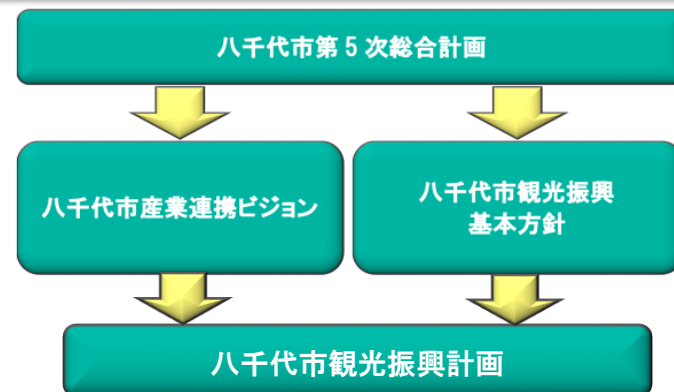 八千代市第５次総合計画
八千代市産業連携ビジョン
八千代市観光振興
基本方針
八千代市観光振興計画